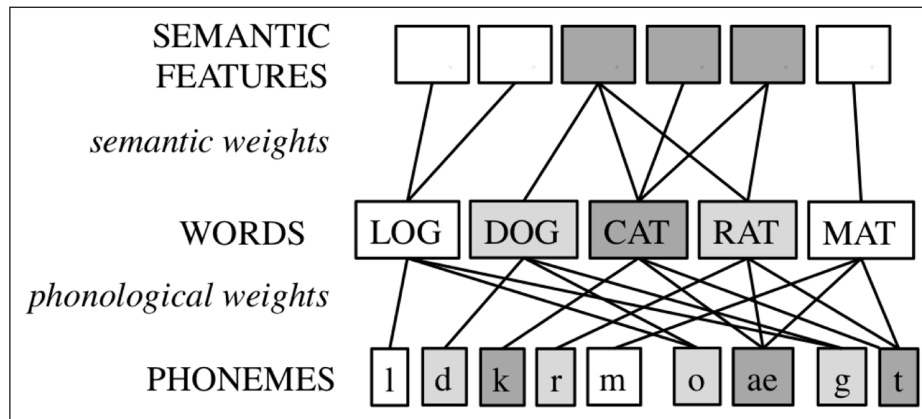 SEMANTIC
FEATURES
semantic weights
WORDS LOG DOG CAT RAT MAT
phonological weights
PHONEMES l d k r m o ae g t